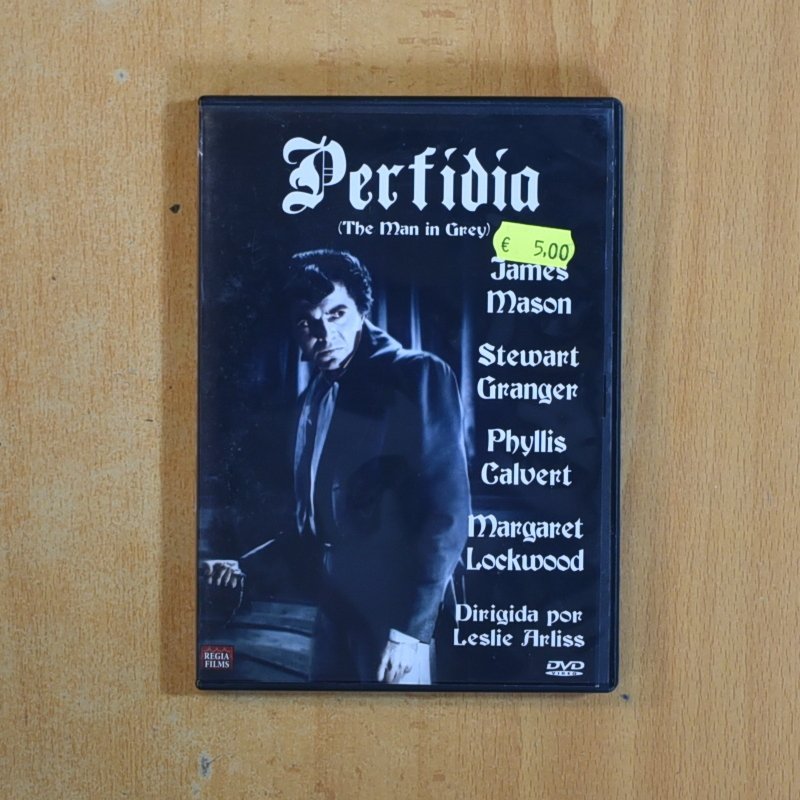 Perfidia
(The Man in Grey)
€ 5,00
James
Mason
Stewart
Granger
Phyllis
Calvert
Margaret
Lockwood
Dirigida por
Leslie Arliss
REGIA
FILMS
DVD
VIDEO